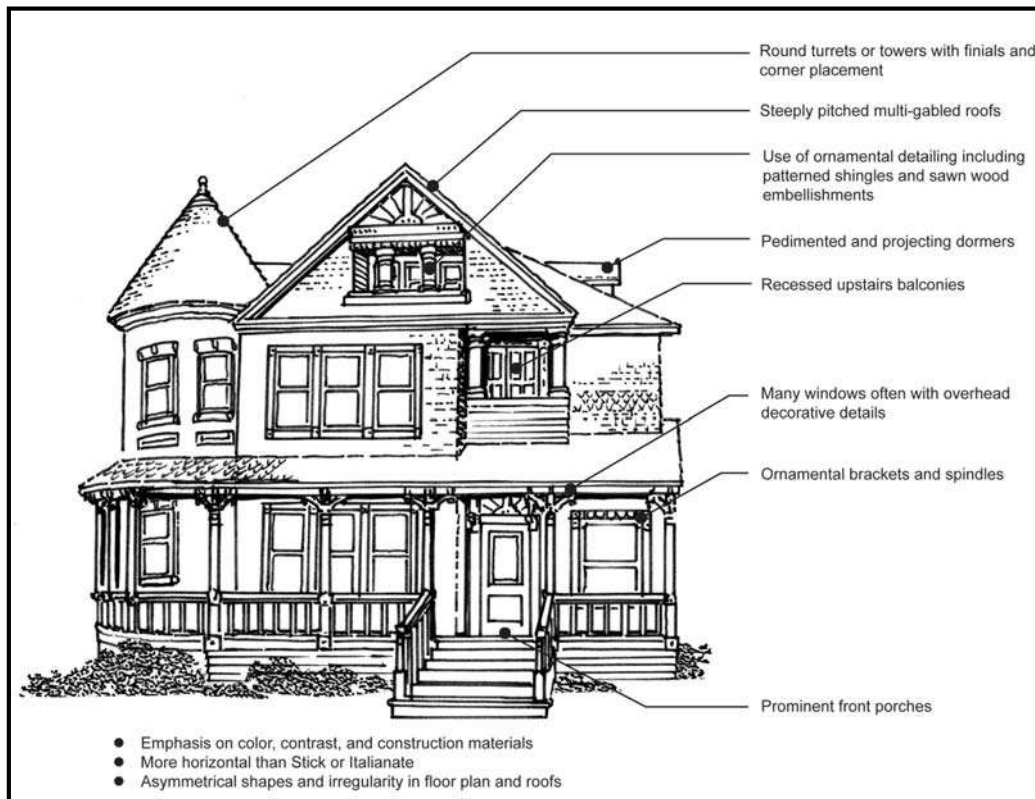 Round turrets or towers with finials and
corner placement
Steeply pitched multi-gabled roofs
Use of ornamental detailing including
patterned shingles and sawn wood
embellishments
Pedimented and projecting dormers
Recessed upstairs balconies
Many windows often with overhead
decorative details
Ornamental brackets and spindles
Prominent front porches
● Emphasis on color, contrast, and construction materials
● More horizontal than Stick or Italianate
● Asymmetrical shapes and irregularity in floor plan and roofs